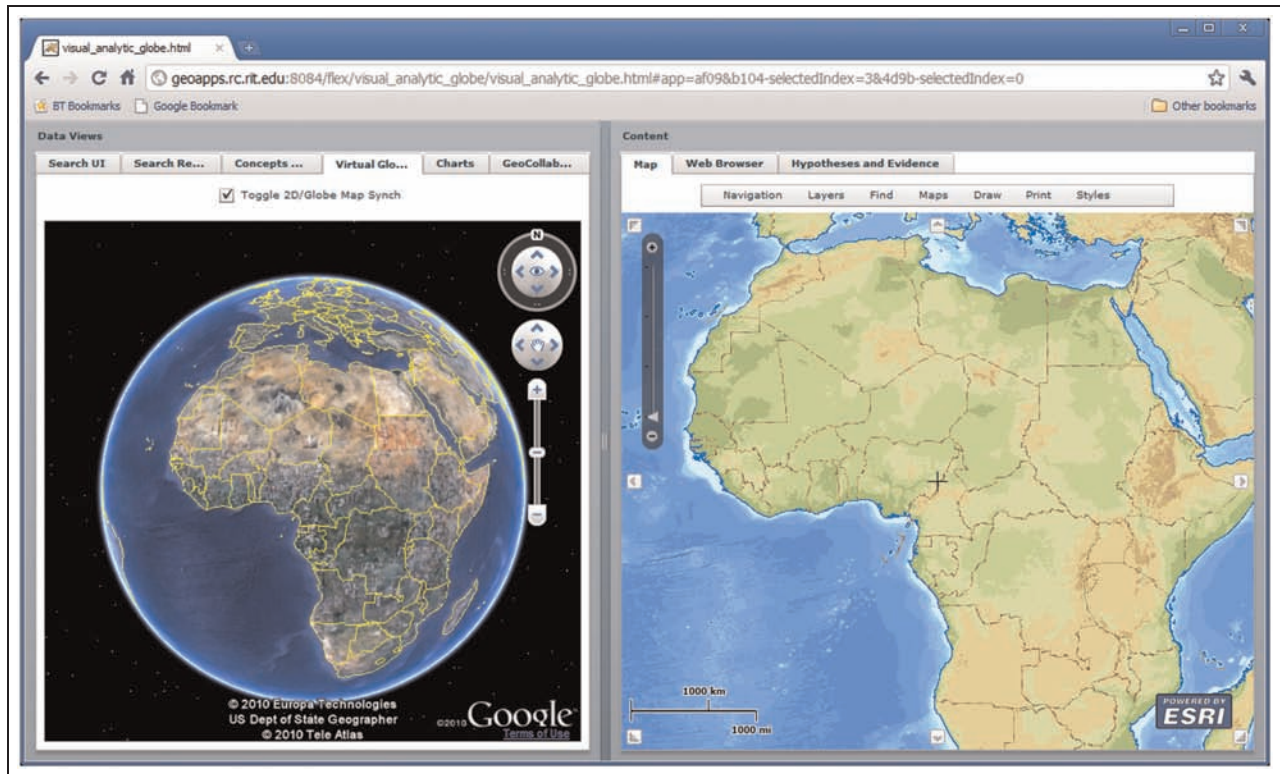 visual_analytic_globe.html
geoapps.rc.rit.edu:8084/flex/visual_analytic_globe/visual_analytic_globe.html#app=af09&b104-selectedIndex=3&4d9b-selectedIndex=0
BT Bookmarks Google Bookmark Other bookmarks
Data Views
Search UI Search Re... Concepts ... Virtual Glo... Charts GeoCollab...
Toggle 2D/Globe Map Synch
N
© 2010 Europa Technologies
US Dept of State Geographer
© 2010 Tele Atlas
©2010 Google
Terms of Use
Content
Map Web Browser Hypotheses and Evidence
Navigation Layers Find Maps Draw Print Styles
1000 km
1000 mi
POWERED BY
ESRI